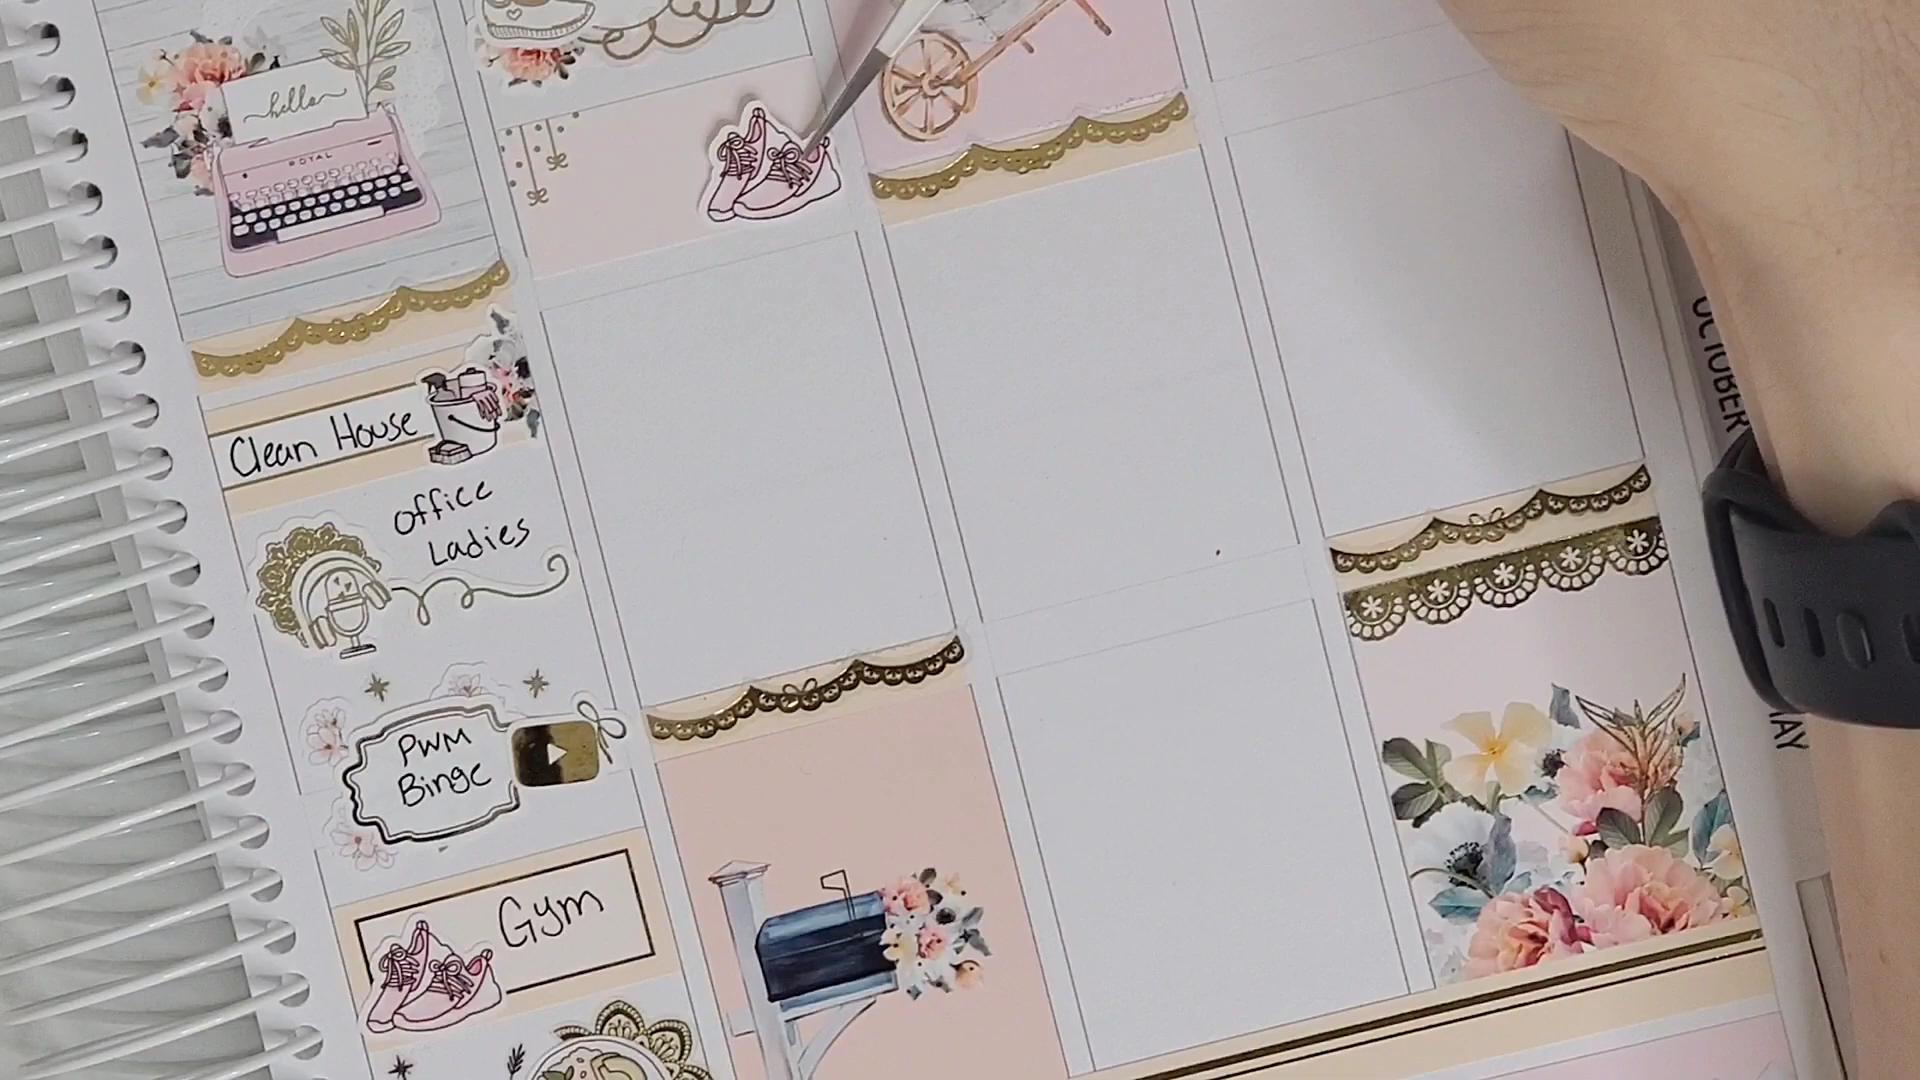 hello
ROYAL
Clean House
Office
Ladies
PWM
Binge
Gym
OCTOBER